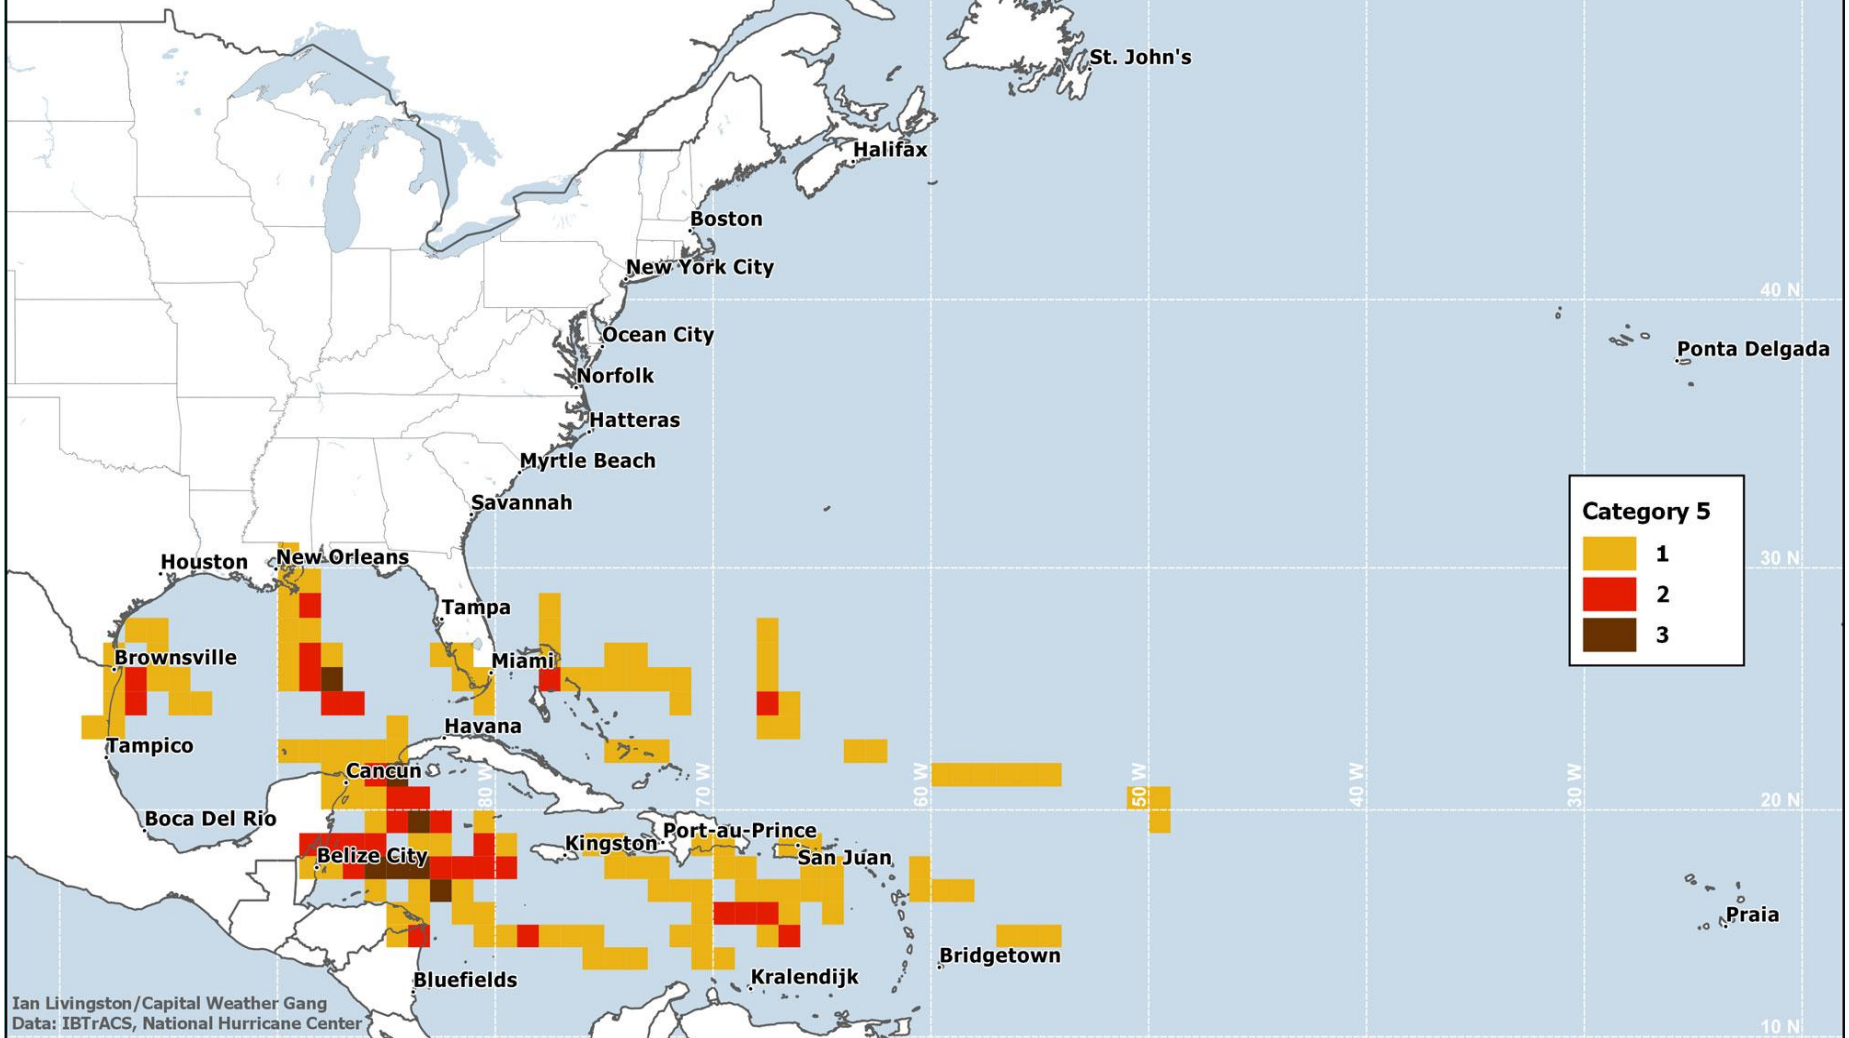 St. John's
Halifax
Boston
New York City
40 N
Ocean City
Ponta Delgada
Norfolk
Hatteras
Myrtle Beach
Savannah
Category 5
1
2
3
New Orleans
Houston
30 N
Tampa
Brownsville
Miami
Havana
Tampico
Cancun
80 W
70 W
60 W
50W
40 W
30 W
20 N
Boca Del Rio
Port-au-Prince
Kingston
San Juan
Belize City
Praia
Bridgetown
Bluefields
Kralendijk
Ian Livingston/Capital Weather Gang
Data: IBTrACS, National Hurricane Center
10 N